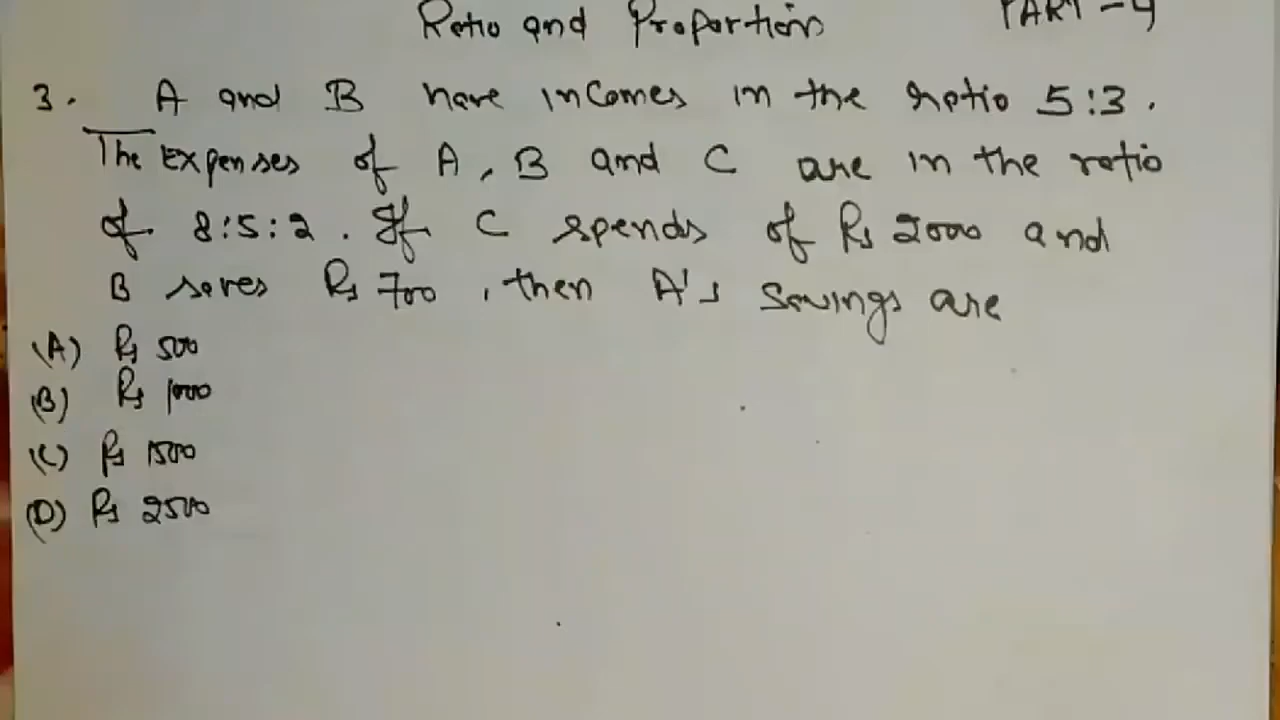 Ratio and Proportion PART-4
3. A and B have incomes in the ratio 5:3.
The Expenses of A, B and C are in the ratio
of 8:5:2. If C spends of Rs 2000 and
B saves Rs 700, then A's savings are
(A) Rs 500
(B) Rs 1000
(C) Rs 1500
(D) Rs 2500